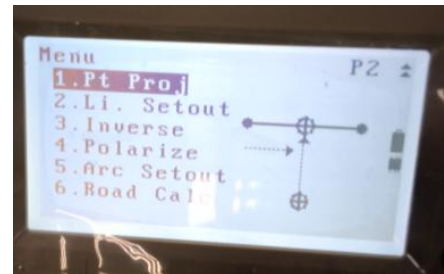 Menu
P2
1.Pt Proj
2.Li. Setout
3.Inverse
4.Polarize
5.Arc Setout
6.Road Calc